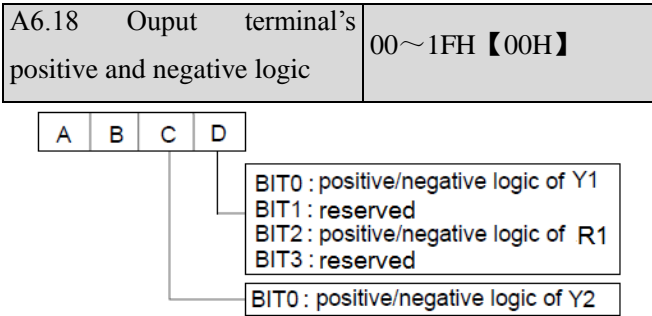 A6.18 Ouput terminal's
positive and negative logic
00～1FH【00H】
A B C D
BIT0 : positive/negative logic of Y1
BIT1 : reserved
BIT2 : positive/negative logic of R1
BIT3 : reserved
BIT0 : positive/negative logic of Y2